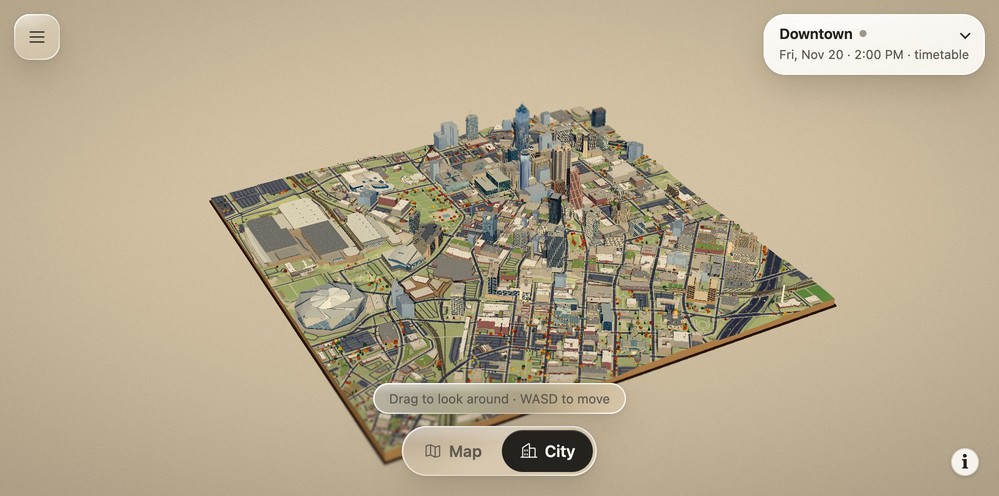 Downtown
Fri, Nov 20 · 2:00 PM · timetable
Drag to look around · WASD to move
Map
City